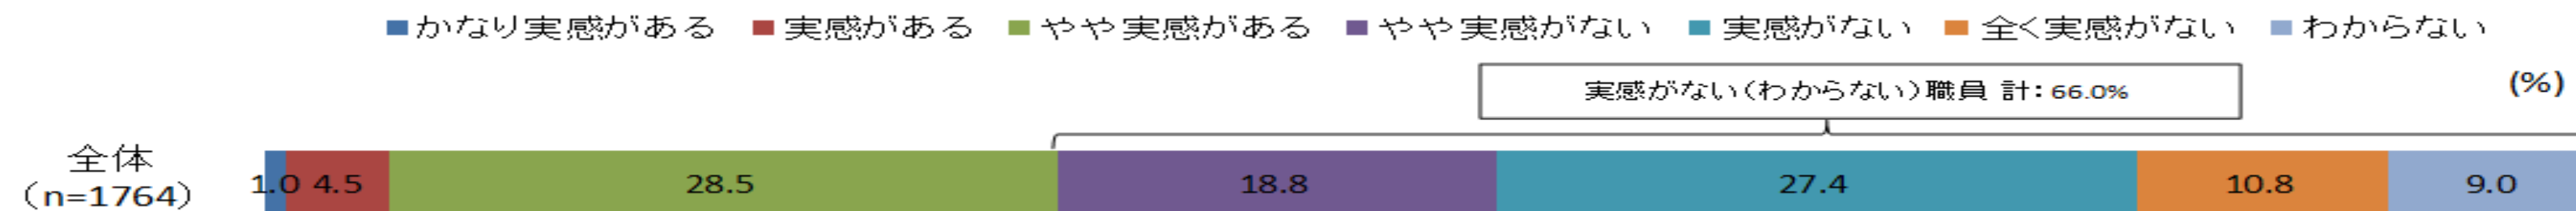 かなり実感がある 実感がある やや実感がある やや実感がない 実感がない 全く実感がない わからない
実感がない(わからない)職員 計: 66.0%
(%)
全体
(n=1764)
1.0 4.5 28.5 18.8 27.4 10.8 9.0